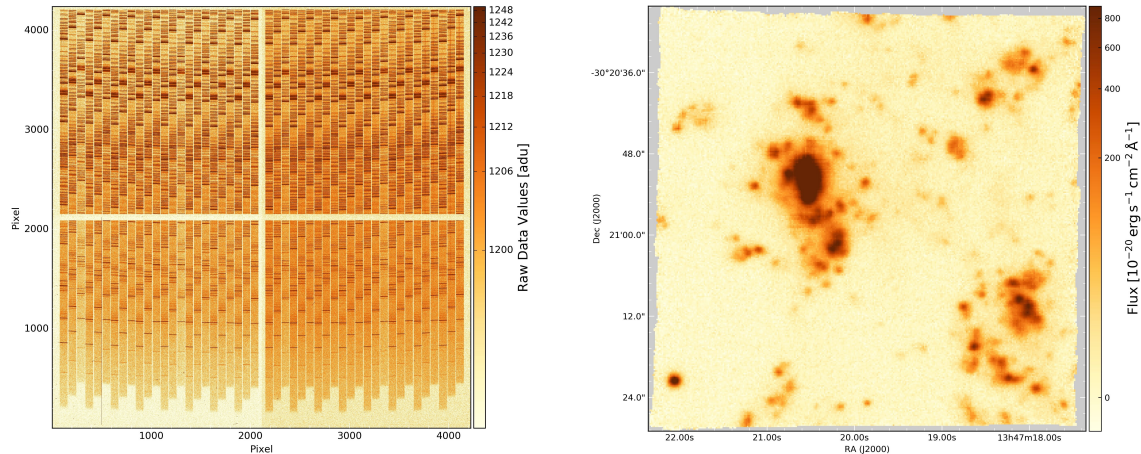 4000
3000
2000
1000
Pixel
1000
2000
3000
4000
Pixel
1248
1242
1236
1230
1224
1218
1212
1206
1200
Raw Data Values [adu]
-30°20'36.0"
48.0"
21'00.0"
12.0"
24.0"
Dec (J2000)
22.00s
21.00s
20.00s
19.00s
13h47m18.00s
RA (J2000)
800
600
400
200
0
Flux [10⁻²⁰ erg s⁻¹ cm⁻² Å⁻¹]